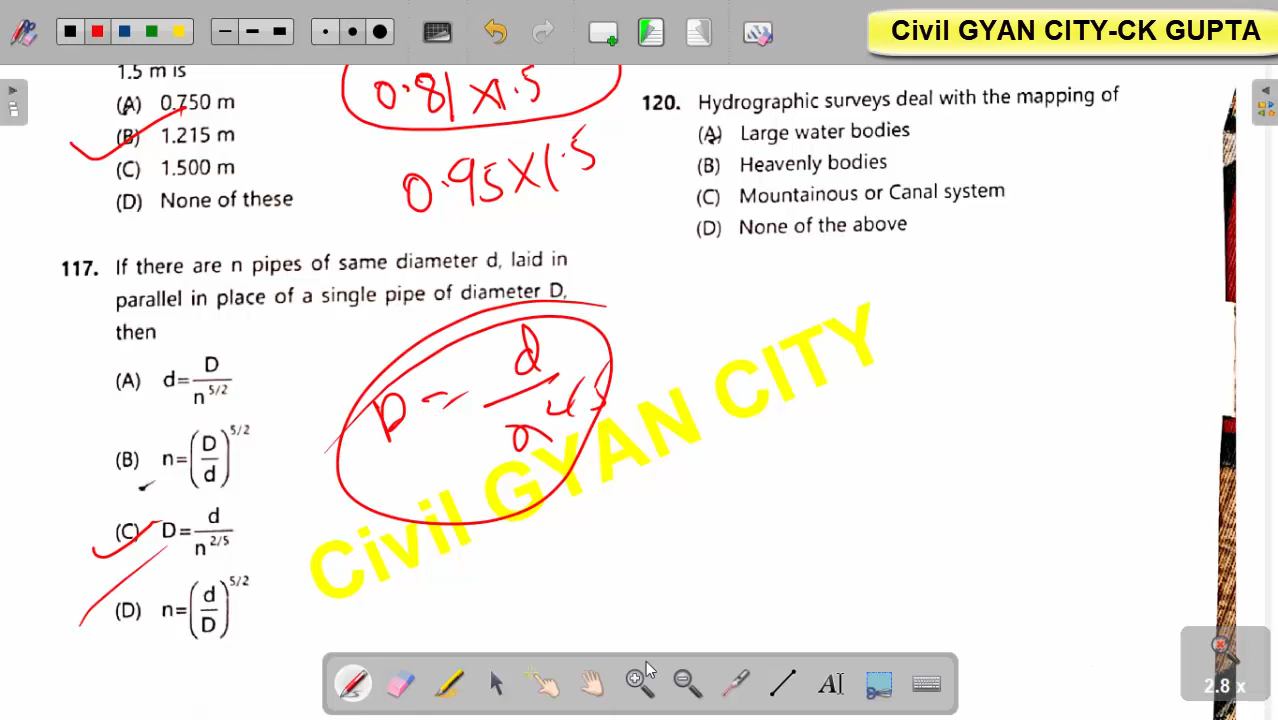 Civil GYAN CITY-CK GUPTA
1.5 m is
(A) 0.750 m
(B) 1.215 m
(C) 1.500 m
(D) None of these
0.81 x 1.5
0.95 x 1.5
117. If there are n pipes of same diameter d, laid in
parallel in place of a single pipe of diameter D,
then
(A) d = D / n^5/2
(B) n = (D/d)^5/2
(C) D = d / n^2/5
(D) n = (d/D)^5/2
D = d / n
120. Hydrographic surveys deal with the mapping of
(A) Large water bodies
(B) Heavenly bodies
(C) Mountainous or Canal system
(D) None of the above
Civil GYAN CITY
2.8 x